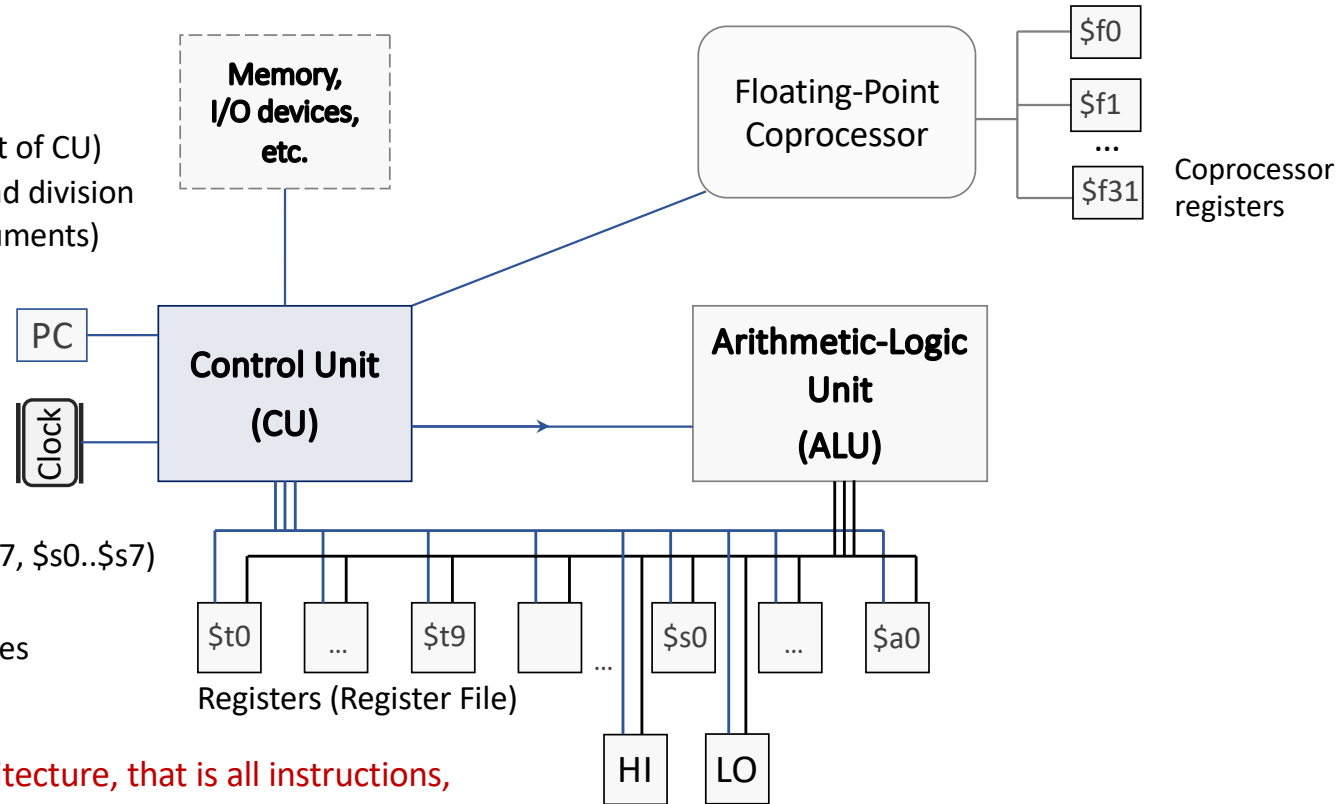 Memory,
I/O devices,
etc.
Floating-Point
Coprocessor
$f0
$f1
...
$f31
Coprocessor
registers
t of CU)
nd division
uments)
PC
Control Unit
(CU)
Arithmetic-Logic
Unit
(ALU)
Clock
7, $s0..$s7)
es
$t0
...
$t9
...
$s0
...
$a0
Registers (Register File)
HI
LO
itecture, that is all instructions,